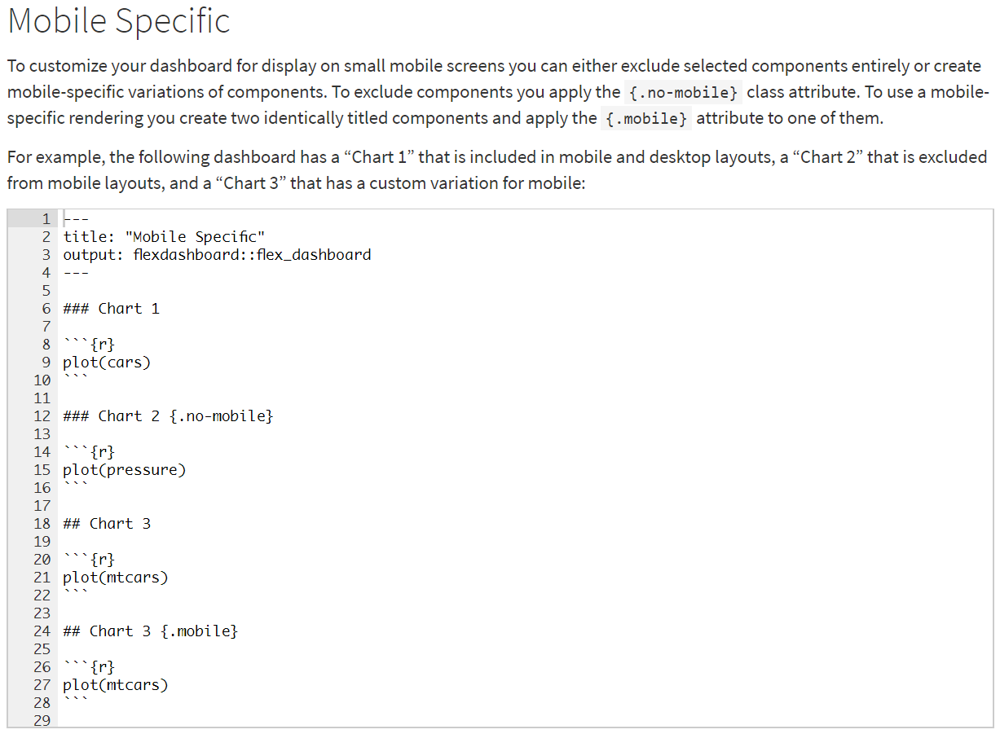 Mobile Specific
To customize your dashboard for display on small mobile screens you can either exclude selected components entirely or create
mobile-specific variations of components. To exclude components you apply the {.no-mobile} class attribute. To use a mobile-
specific rendering you create two identically titled components and apply the {.mobile} attribute to one of them.
For example, the following dashboard has a “Chart 1” that is included in mobile and desktop layouts, a “Chart 2” that is excluded
from mobile layouts, and a “Chart 3” that has a custom variation for mobile:
1 ---
2 title: "Mobile Specific"
3 output: flexdashboard::flex_dashboard
4 ---
5
6 ### Chart 1
7
8 ```{r}
9 plot(cars)
10 ```
11
12 ### Chart 2 {.no-mobile}
13
14 ```{r}
15 plot(pressure)
16 ```
17
18 ## Chart 3
19
20 ```{r}
21 plot(mtcars)
22 ```
23
24 ## Chart 3 {.mobile}
25
26 ```{r}
27 plot(mtcars)
28 ```
29